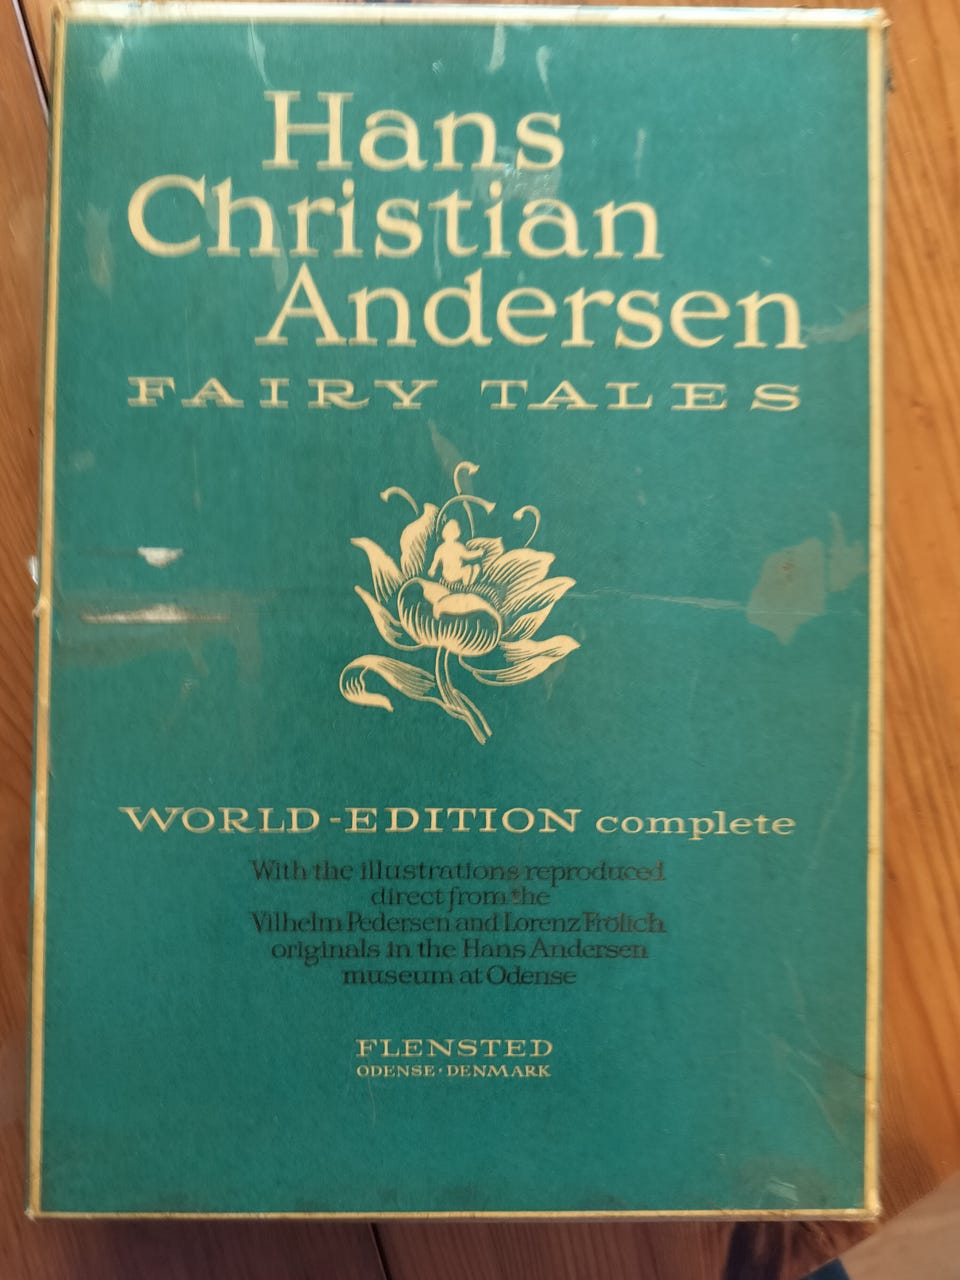 Hans
Christian
Andersen
FAIRY TALES
WORLD-EDITION complete
With the illustrations reproduced
direct from the
Vilhelm Pedersen and Lorenz Frölich
originals in the Hans Andersen
museum at Odense
FLENSTED
ODENSE · DENMARK